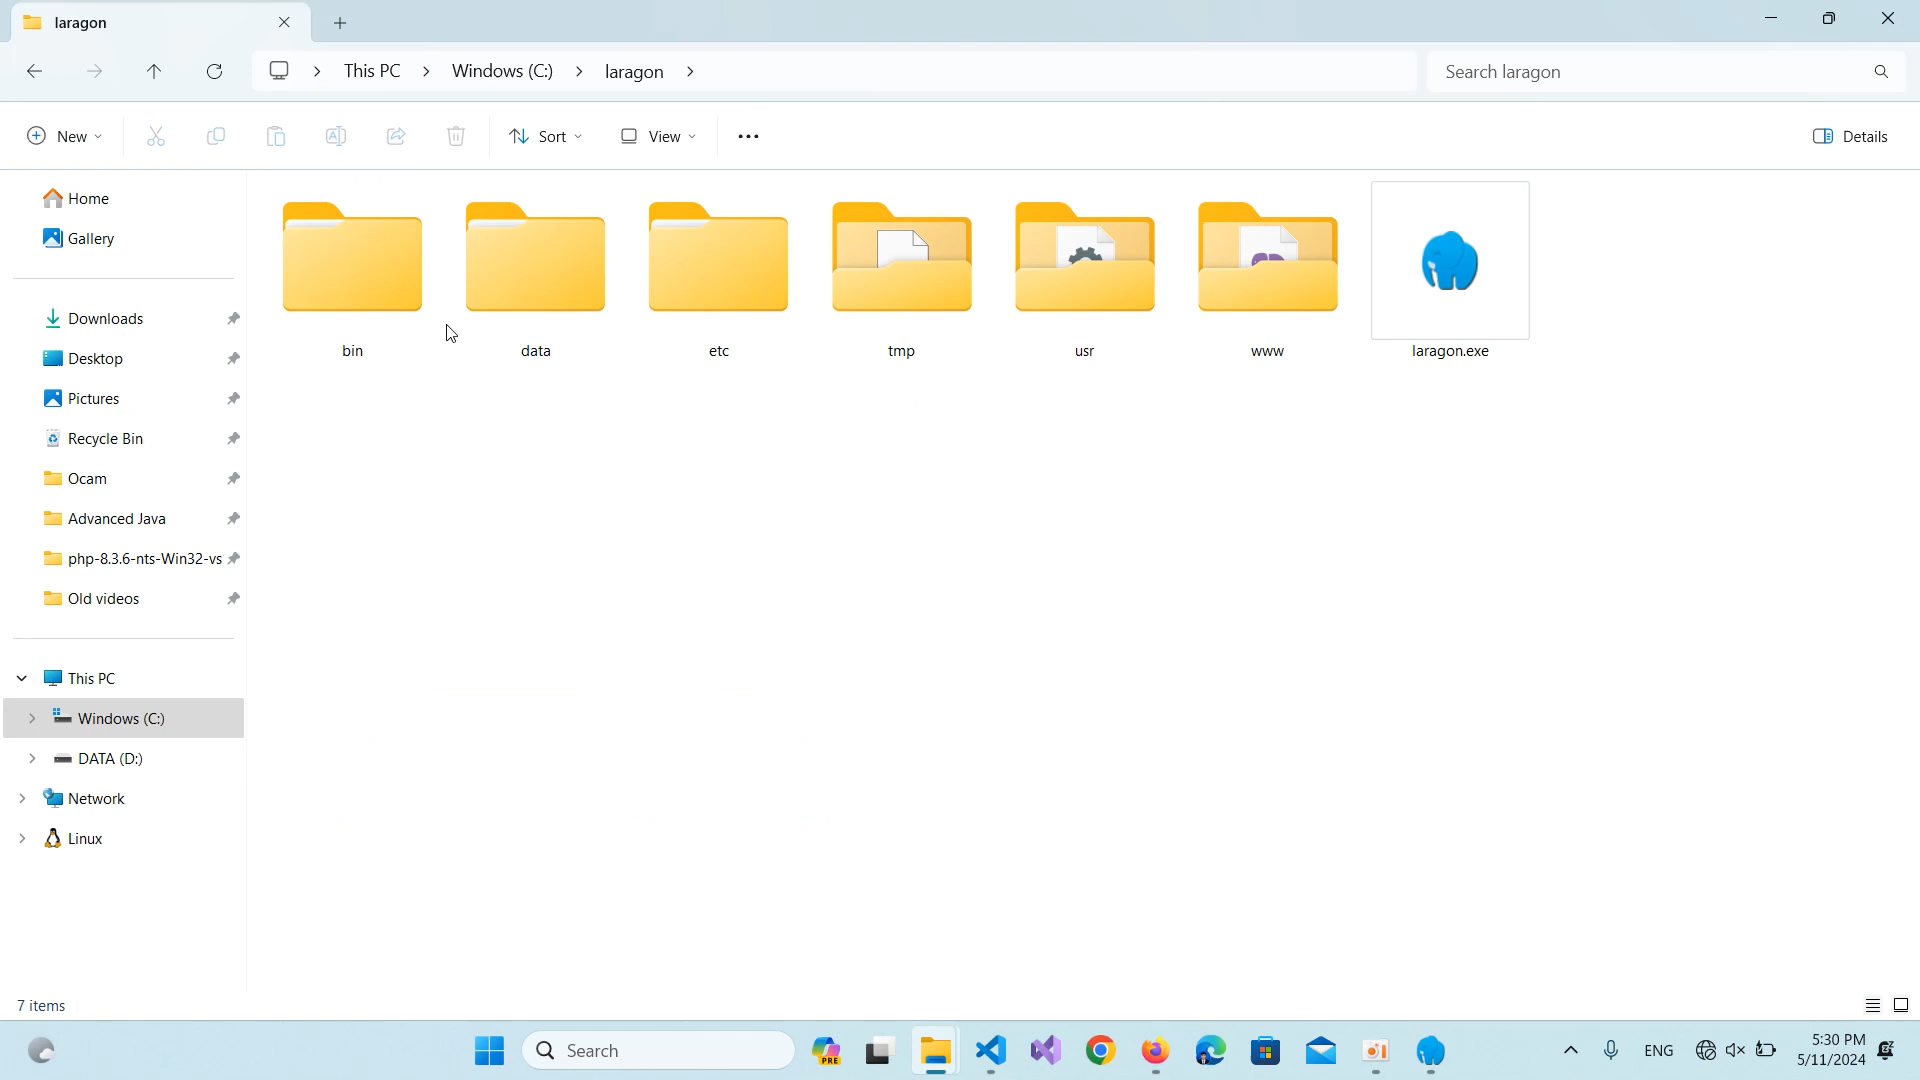 laragon
This PC
Windows (C:)
laragon
Search laragon
New
Sort
View
Details
Home
Gallery
Downloads
Desktop
Pictures
Recycle Bin
Ocam
Advanced Java
php-8.3.6-nts-Win32-vs
Old videos
This PC
Windows (C:)
DATA (D:)
Network
Linux
bin
data
etc
tmp
usr
www
laragon.exe
7 items
Search
PRE
ENG
5:30 PM
5/11/2024